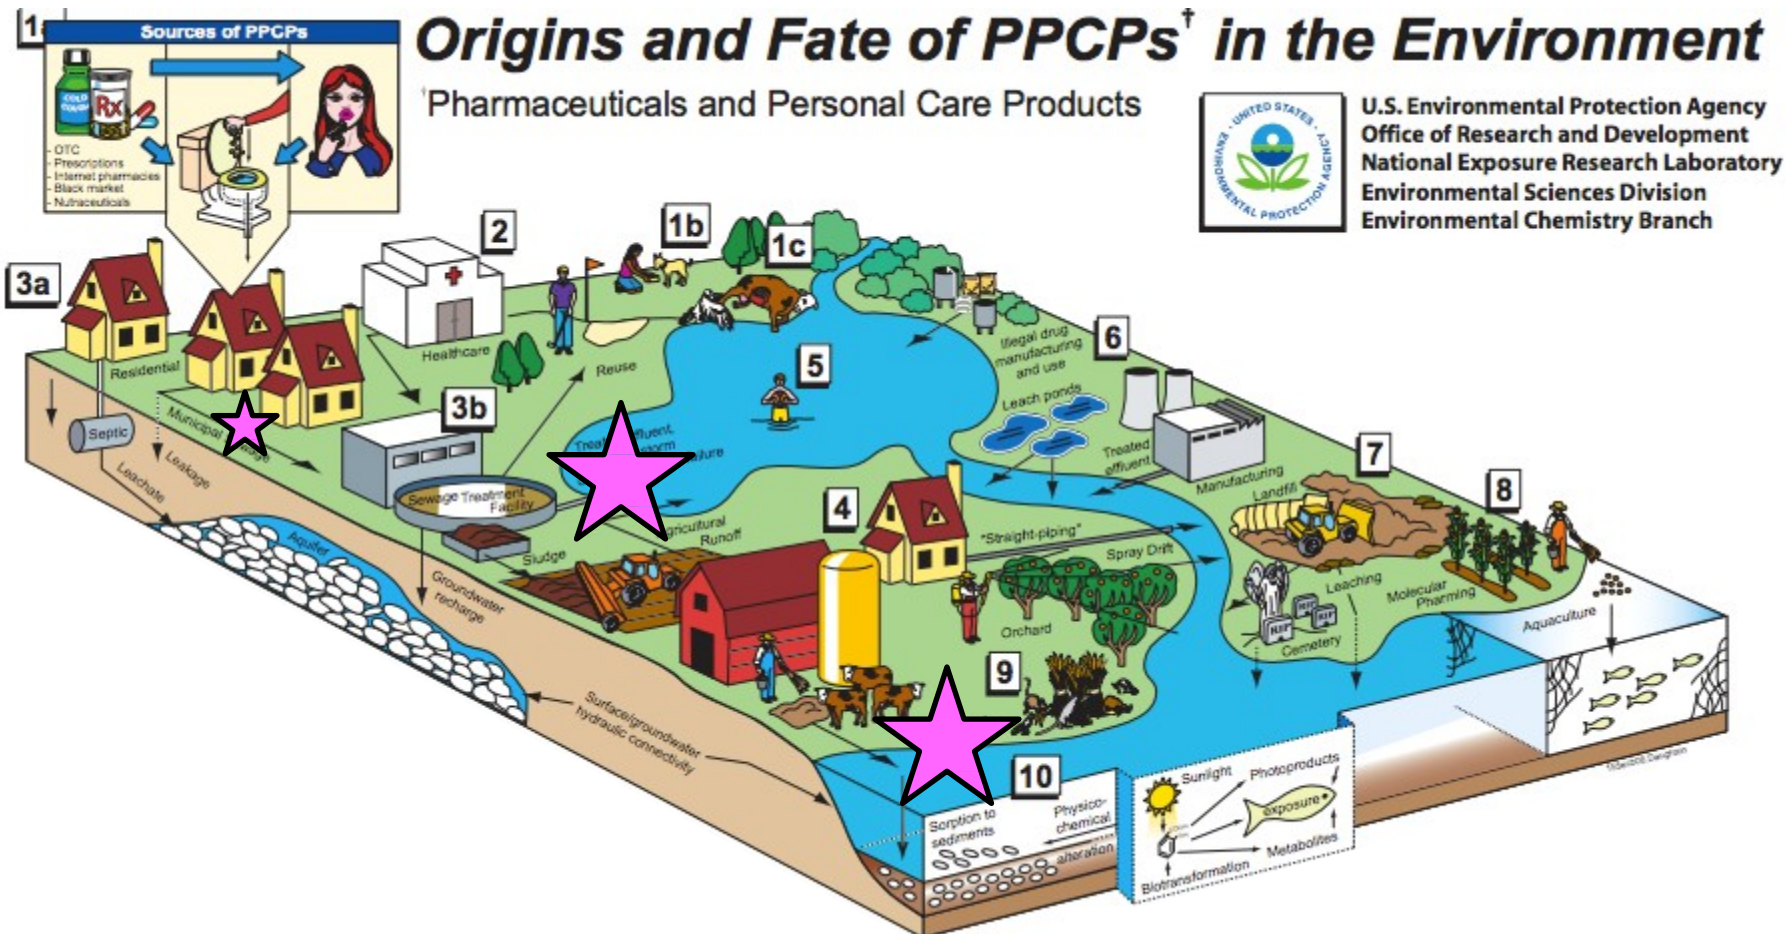 Origins and Fate of PPCPs† in the Environment
†Pharmaceuticals and Personal Care Products
UNITED STATES
ENVIRONMENTAL PROTECTION AGENCY
U.S. Environmental Protection Agency
Office of Research and Development
National Exposure Research Laboratory
Environmental Sciences Division
Environmental Chemistry Branch
Sources of PPCPs
COLD
Rx
- OTC
- Prescriptions
- Internet pharmacies
- Black market
- Nutraceuticals
2
1b
1c
3a
Residential
Healthcare
Reuse
5
Illegal drug
manufacturing
and use
6
Leach ponds
3b
Municipal
Septic
Leakage
Leachate
Sewage Treatment
Facility
Treated
effluent
Manufacturing
7
Landfill
8
4
Runoff
Sludge
"Straight-piping"
Spray Drift
Aquifer
Groundwater
recharge
Leaching
Molecular
Pharming
RIP
RIP
RIP
Cemetery
Aquaculture
Orchard
9
Surface/groundwater
hydraulic connectivity
10
Sorption to
sediments
Physico-
chemical
alteration
Sunlight
Photoproducts
exposure
Metabolites
Biotransformation